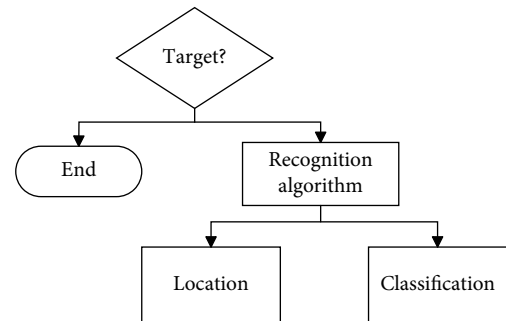 Target?
End
Recognition
algorithm
Location
Classification